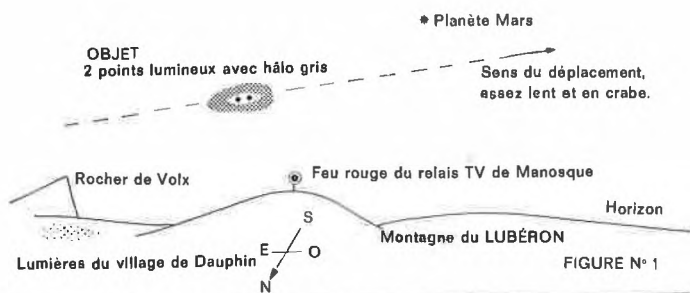 Planète Mars
OBJET
2 points lumineux avec hâlo gris
Sens du déplacement,
assez lent et en crabe.
Rocher de Volx
Feu rouge du relais TV de Manosque
Horizon
S
E O
N
Montagne du LUBÉRON
Lumières du village de Dauphin
FIGURE N° 1